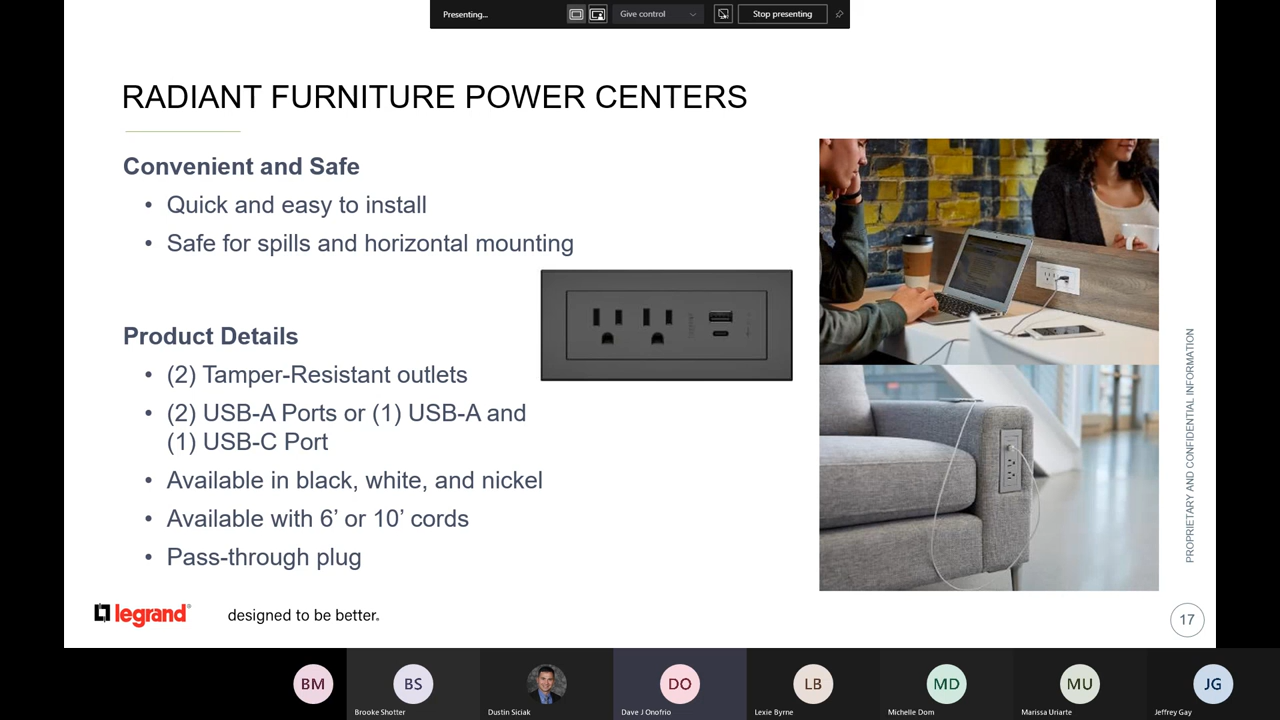 Presenting...
Give control
Stop presenting
RADIANT FURNITURE POWER CENTERS
Convenient and Safe
• Quick and easy to install
• Safe for spills and horizontal mounting
Product Details
• (2) Tamper-Resistant outlets
• (2) USB-A Ports or (1) USB-A and
(1) USB-C Port
• Available in black, white, and nickel
• Available with 6’ or 10’ cords
• Pass-through plug
PROPRIETARY AND CONFIDENTIAL INFORMATION
legrand®
designed to be better.®
17
BM
BS
DO
LB
MD
MU
JG
Brooke Shotter
Dustin Siciak
Dave J Onofrio
Lexie Byrne
Michelle Dom
Marissa Uriarte
Jeffrey Gay